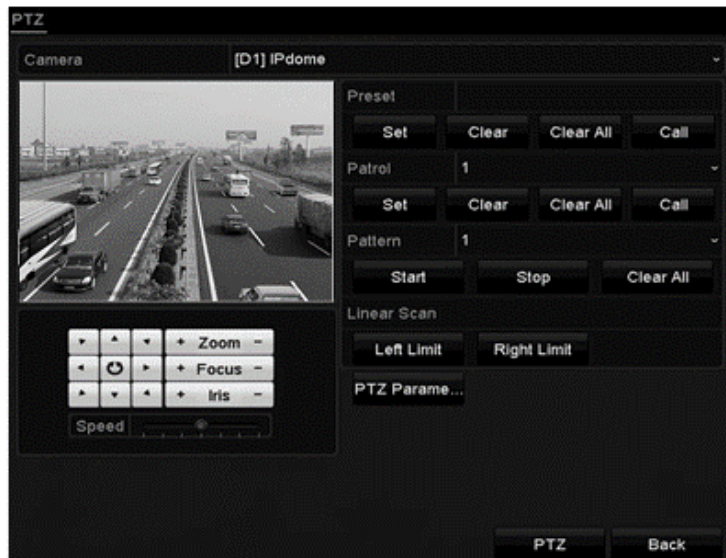 PTZ
Camera [D1] IPdome
Preset
Set Clear Clear All Call
Patrol 1
Set Clear Clear All Call
Pattern 1
Start Stop Clear All
Linear Scan
Left Limit Right Limit
PTZ Parame...
+ Zoom -
+ Focus -
+ Iris -
Speed
PTZ Back